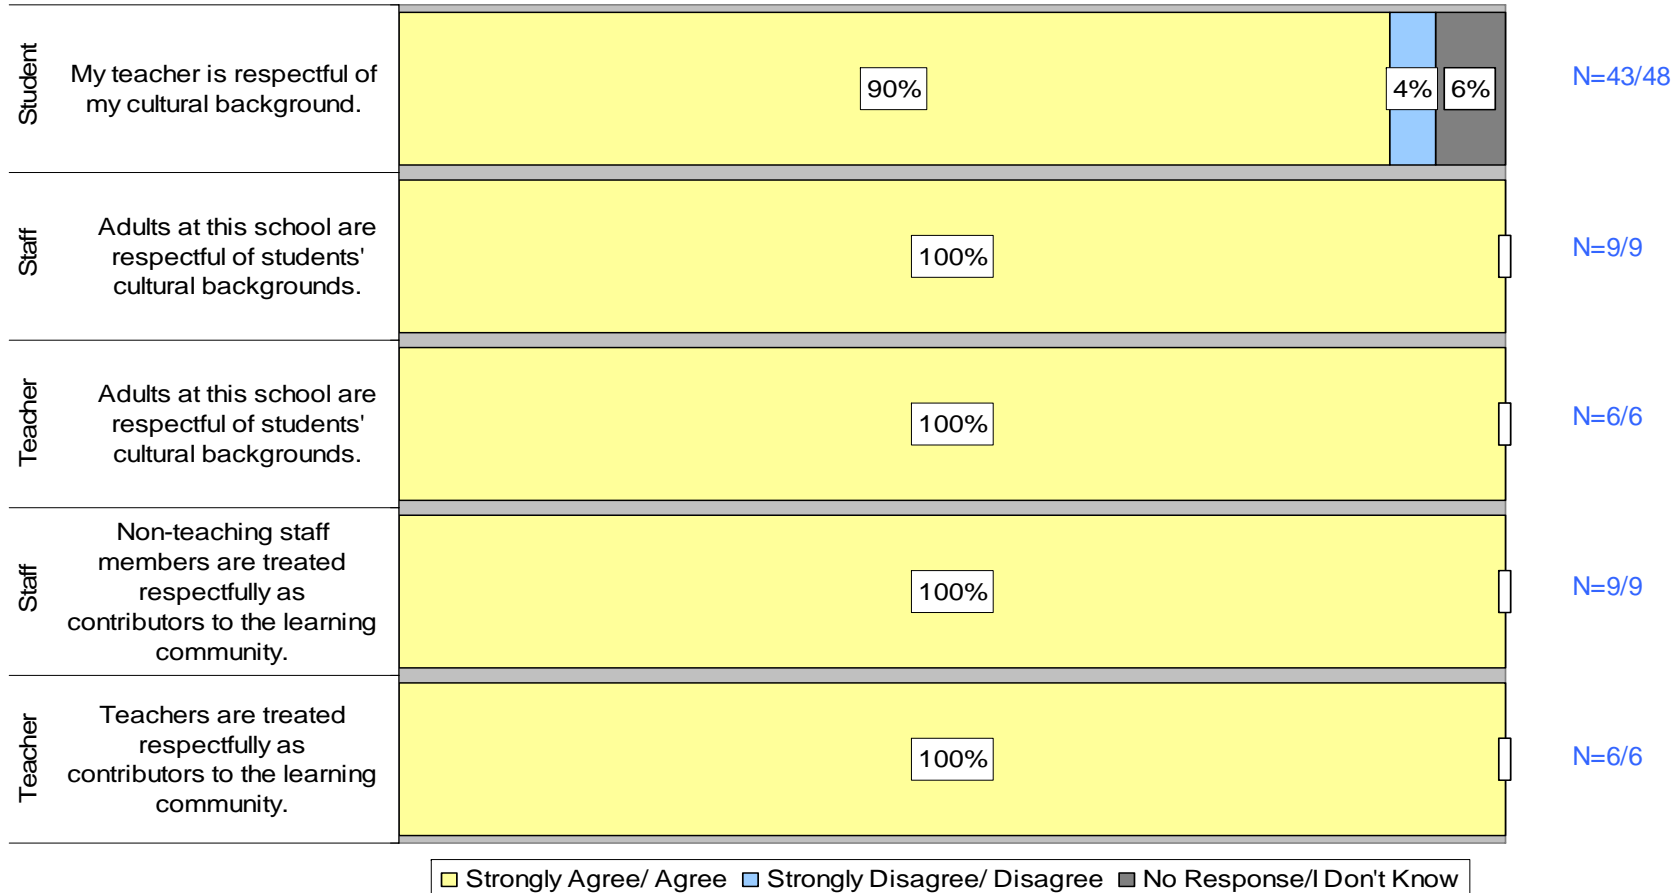 Student
My teacher is respectful of
my cultural background.
90%
4%
6%
N=43/48
Staff
Adults at this school are
respectful of students'
cultural backgrounds.
100%
N=9/9
Teacher
Adults at this school are
respectful of students'
cultural backgrounds.
100%
N=6/6
Staff
Non-teaching staff
members are treated
respectfully as
contributors to the learning
community.
100%
N=9/9
Teacher
Teachers are treated
respectfully as
contributors to the learning
community.
100%
N=6/6
Strongly Agree/ Agree Strongly Disagree/ Disagree No Response/I Don't Know